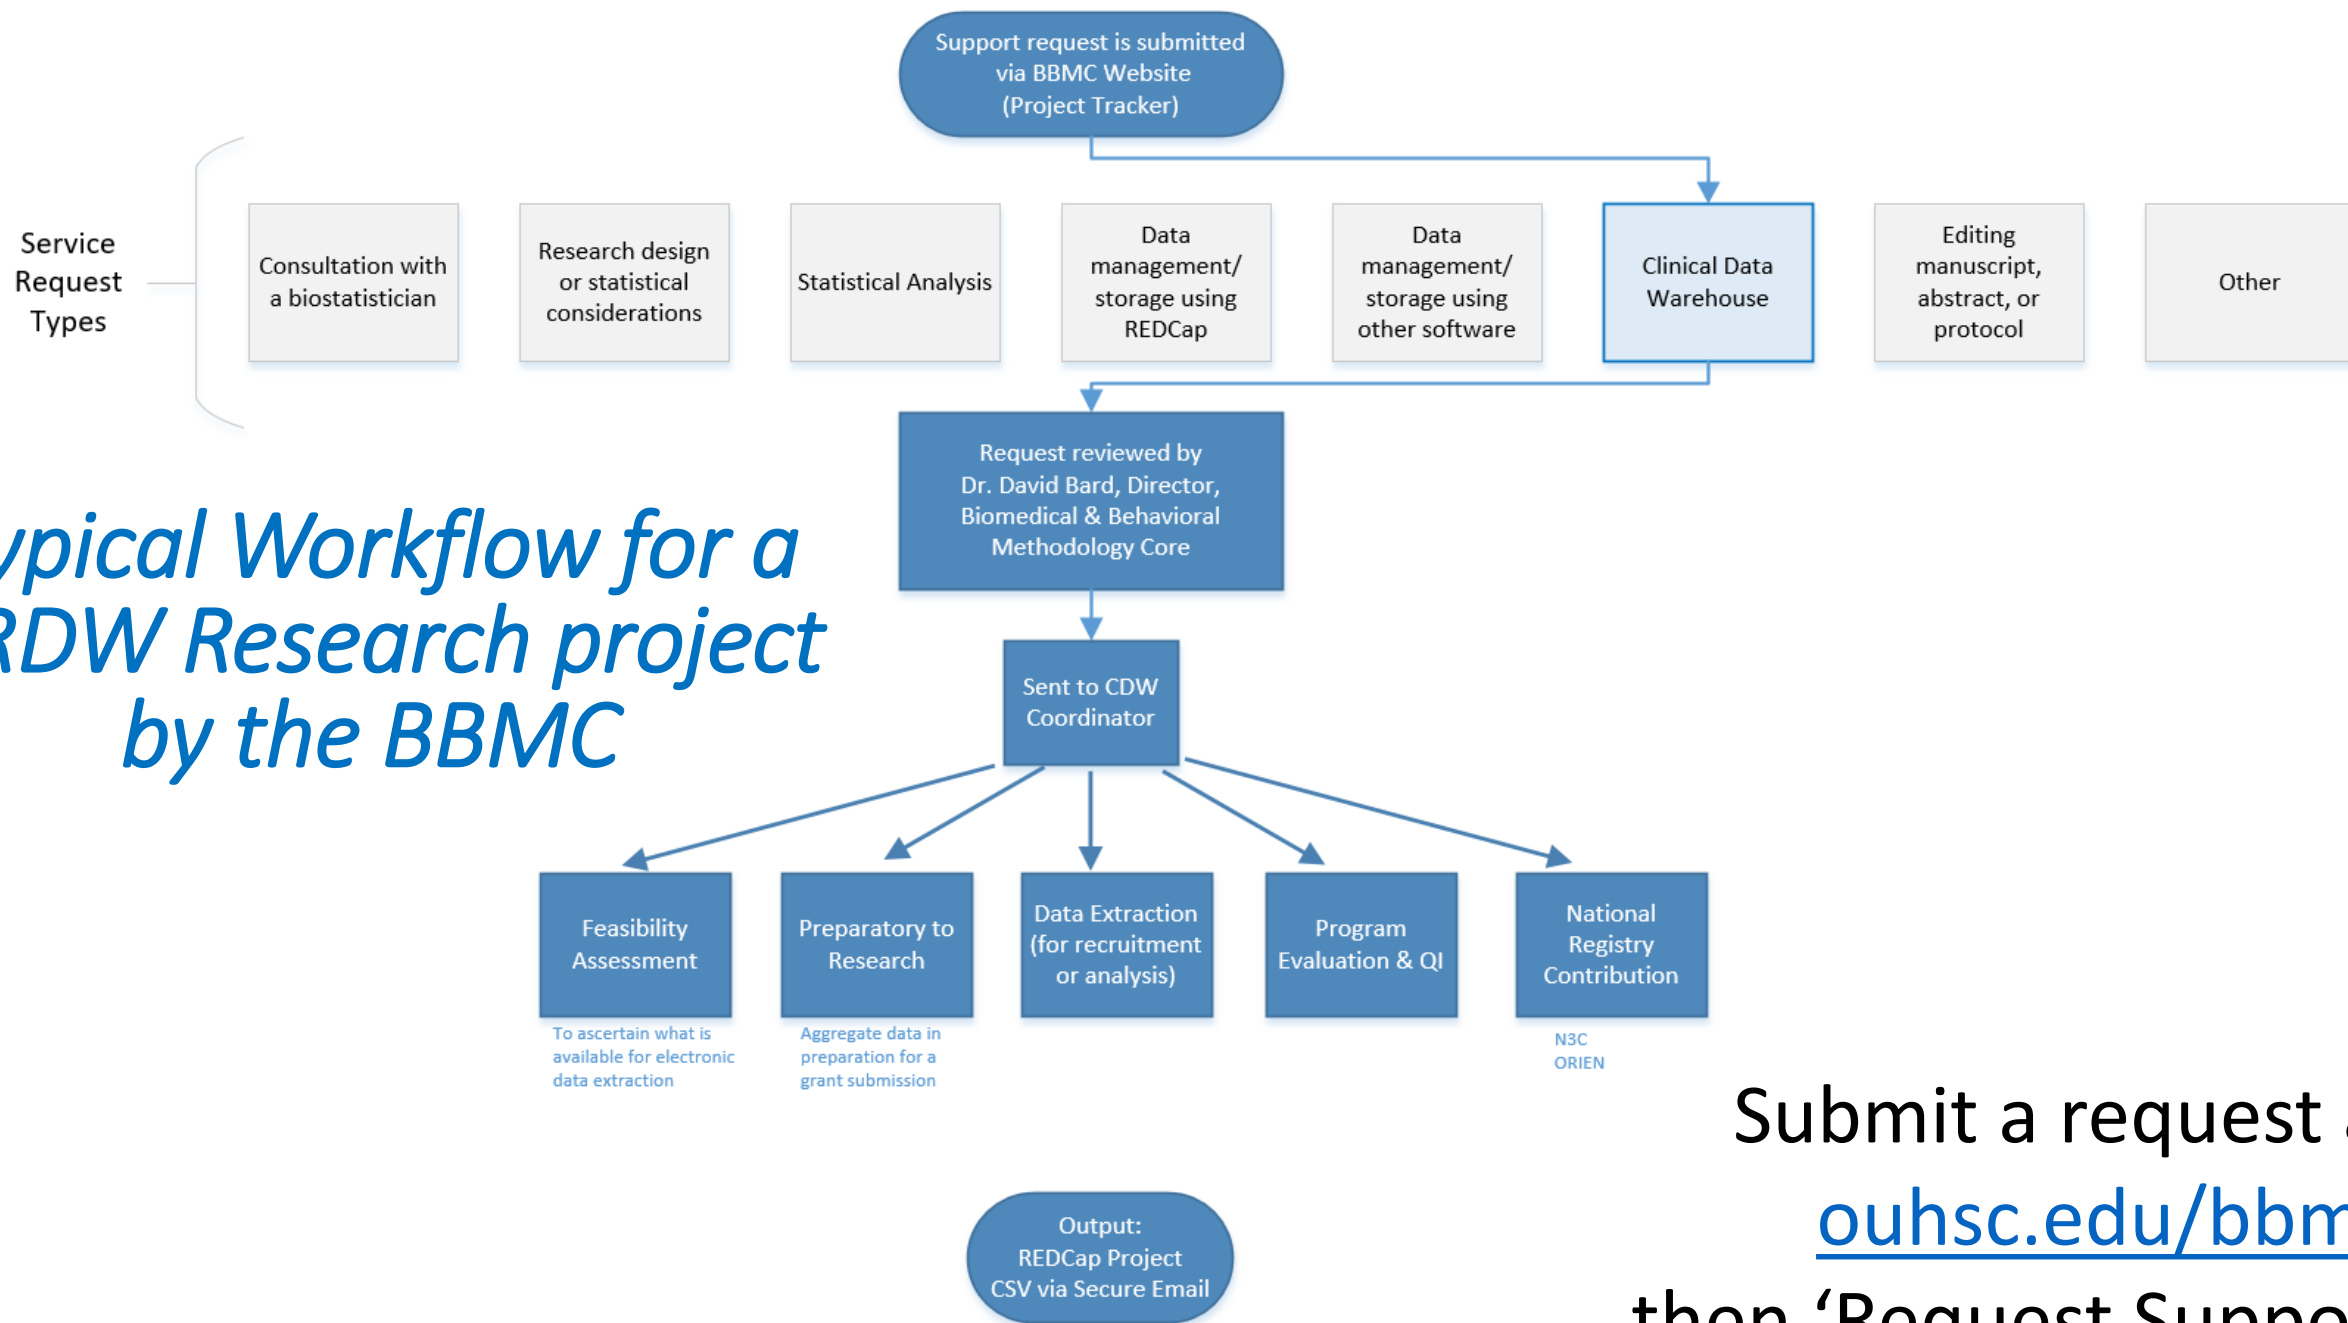 Support request is submitted
via BBMC Website
(Project Tracker)
Service
Request
Types
Consultation with
a biostatistician
Research design
or statistical
considerations
Statistical Analysis
Data
management/
storage using
REDCap
Data
management/
storage using
other software
Clinical Data
Warehouse
Editing
manuscript,
abstract, or
protocol
Other
Request reviewed by
Dr. David Bard, Director,
Biomedical & Behavioral
Methodology Core
ypical Workflow for a
RDW Research project
by the BBMC
Sent to CDW
Coordinator
Feasibility
Assessment
To ascertain what is
available for electronic
data extraction
Preparatory to
Research
Aggregate data in
preparation for a
grant submission
Data Extraction
(for recruitment
or analysis)
Program
Evaluation & QI
National
Registry
Contribution
N3C
ORIEN
Submit a request
ouhsc.edu/bbm
then ‘Request Suppo
Output:
REDCap Project
CSV via Secure Email